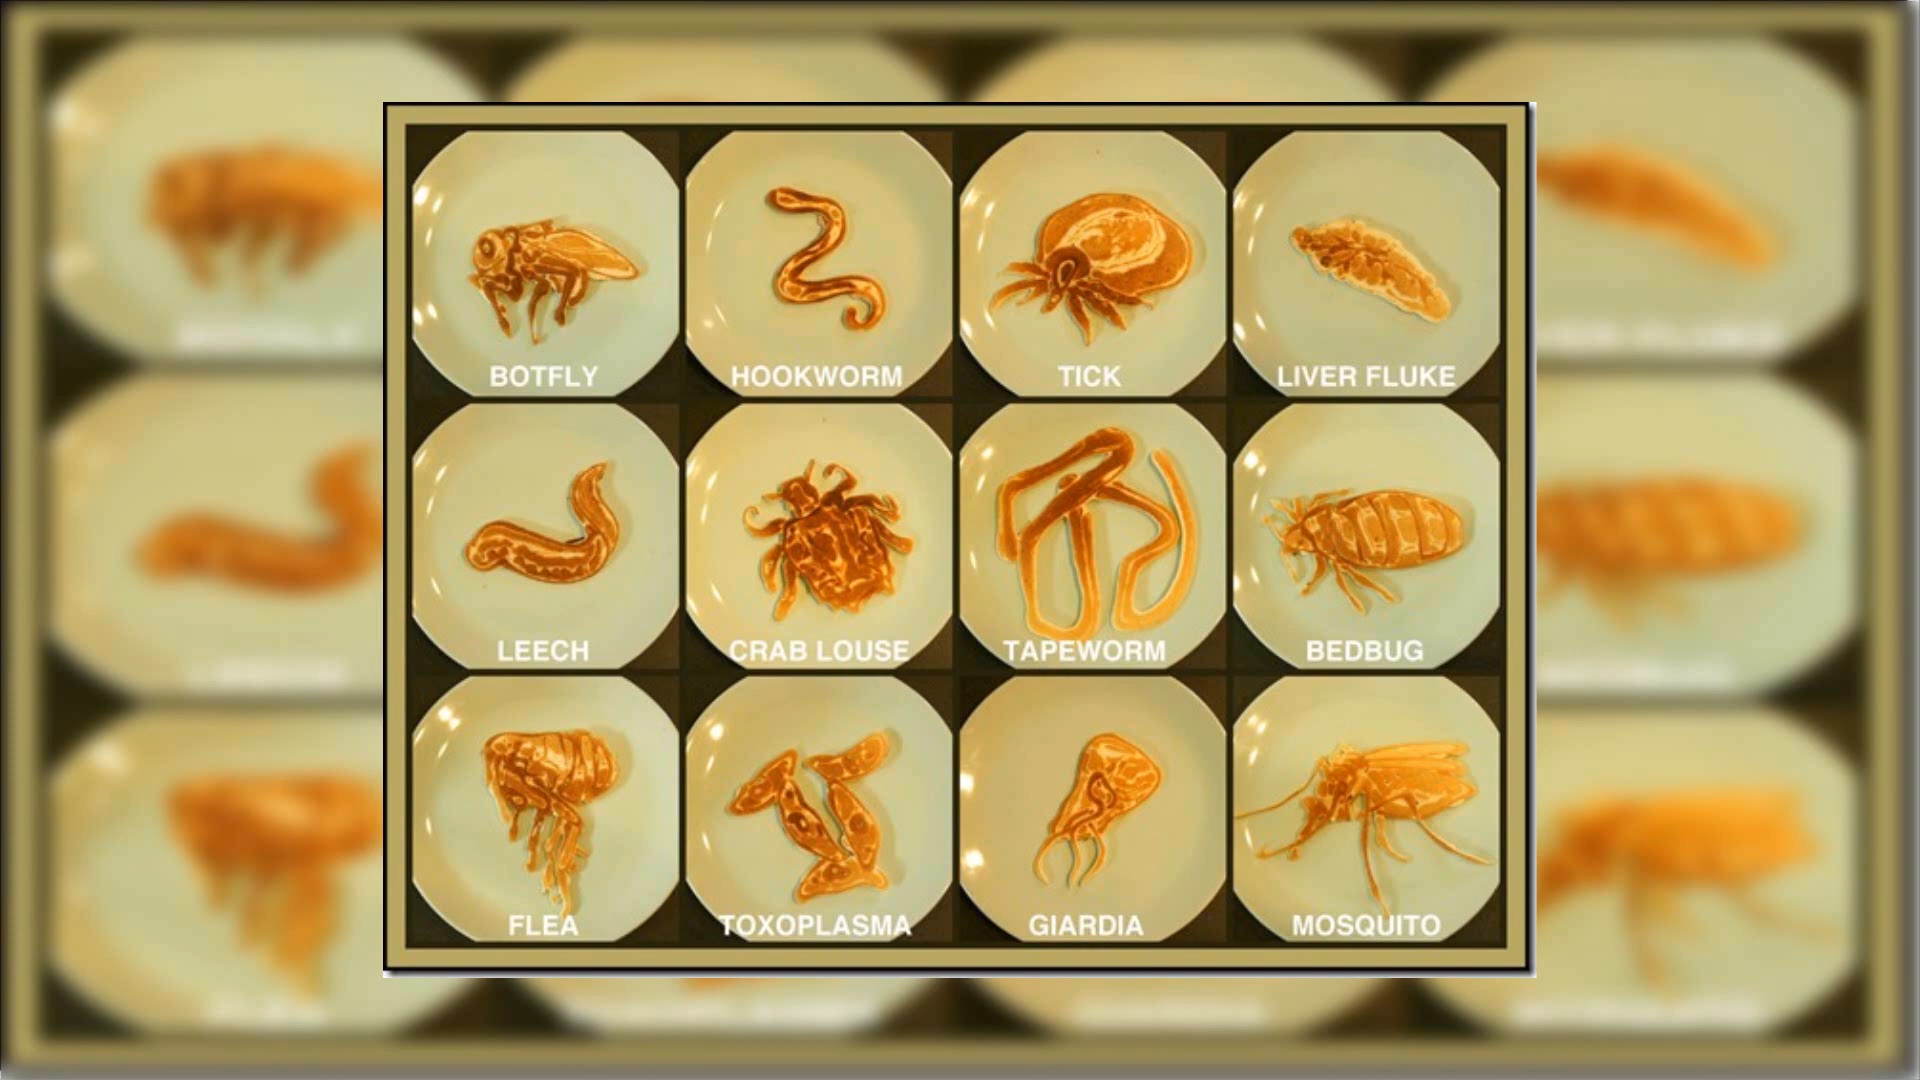 BOTFLY
HOOKWORM
TICK
LIVER FLUKE
LEECH
CRAB LOUSE
TAPEWORM
BEDBUG
FLEA
TOXOPLASMA
GIARDIA
MOSQUITO